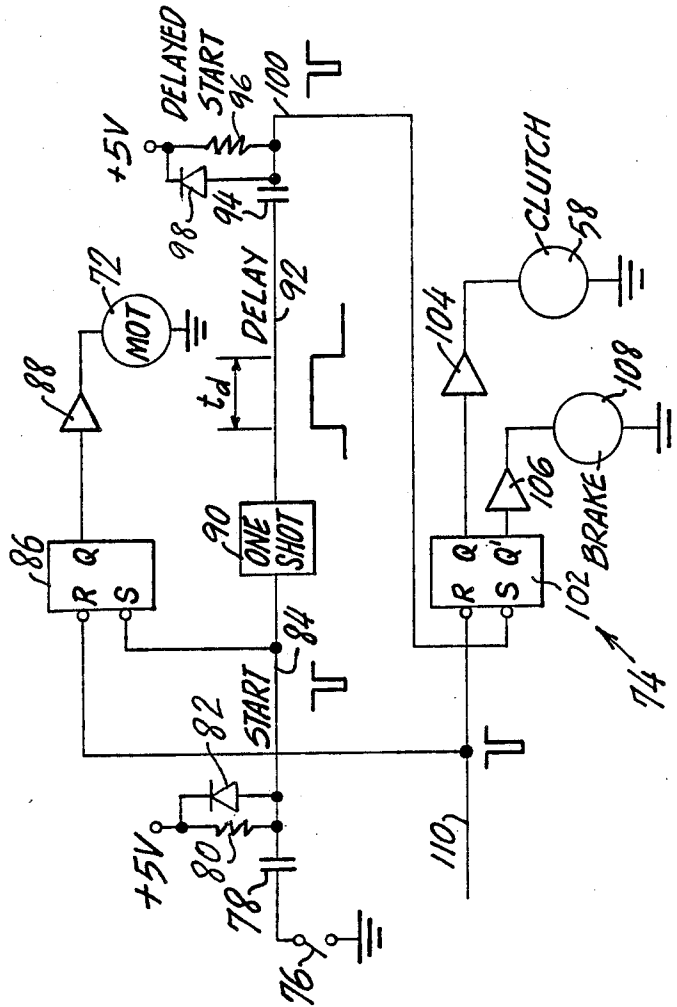 +5V
DELAYED
START
96
100
98
94
72
MOT
88
DELAY
92
td
86
R Q
S
90
ONE
SHOT
CLUTCH
58
104
108
106
BRAKE
R Q
S Q'
102
74
START
84
82
+5V
80
78
76
110